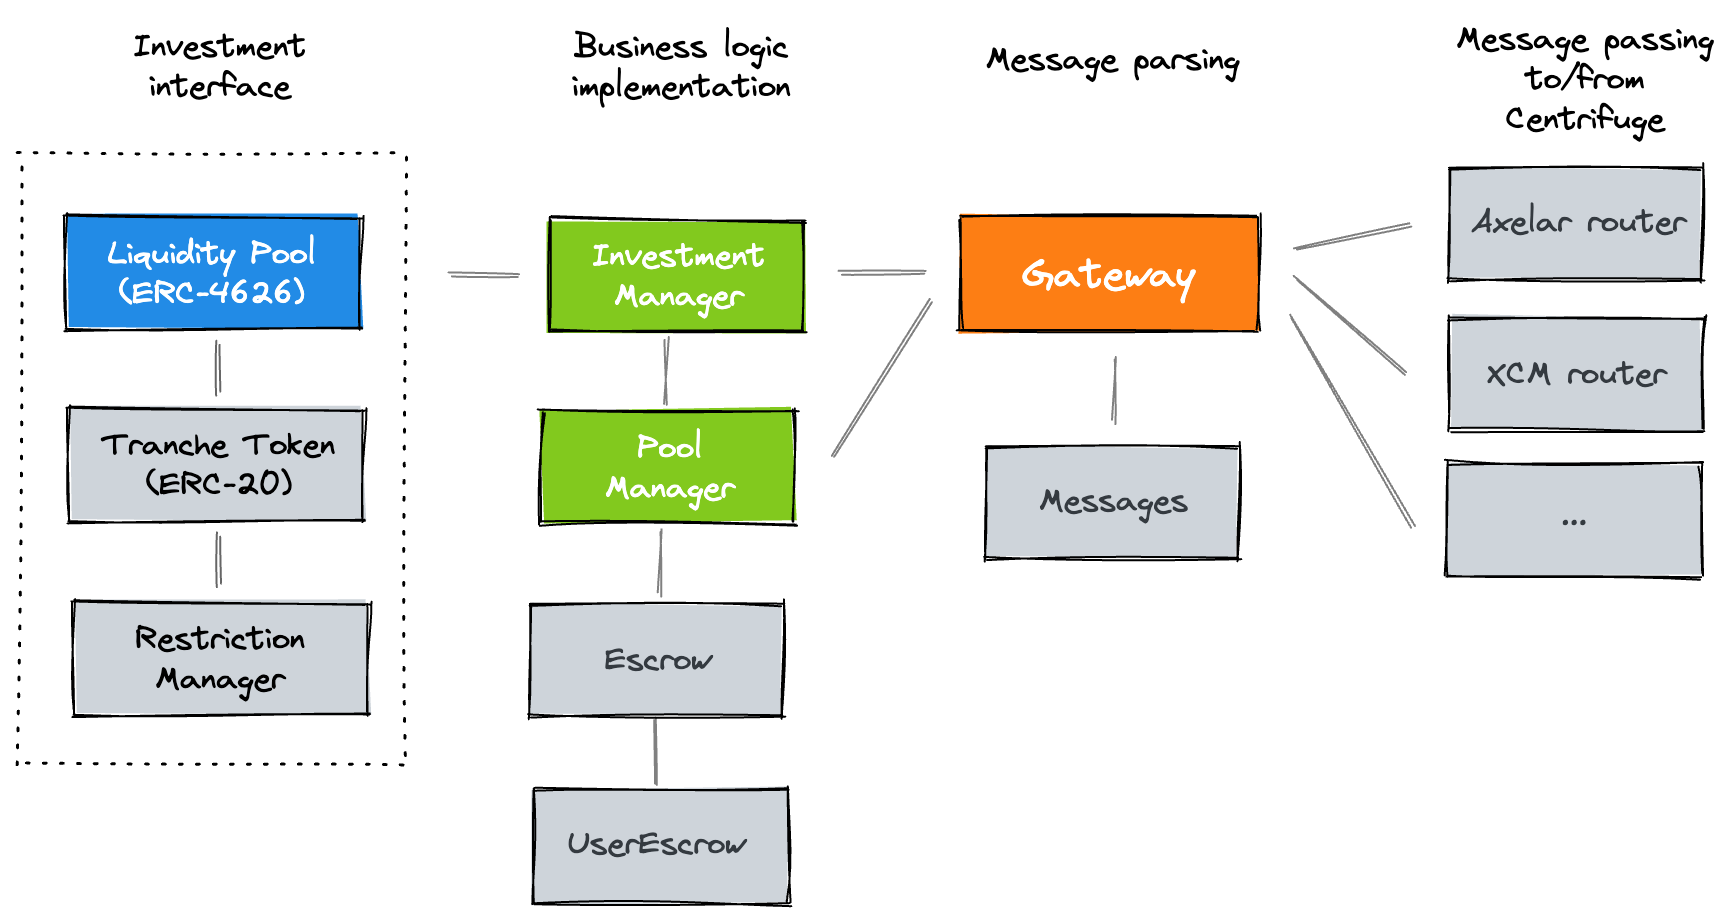 Investment
interface
Business logic
implementation
Message parsing
Message passing
to/from
Centrifuge
Liquidity Pool
(ERC-4626)
Tranche Token
(ERC-20)
Restriction
Manager
Investment
Manager
Pool
Manager
Escrow
UserEscrow
Gateway
Messages
Axelar router
XCM router
...